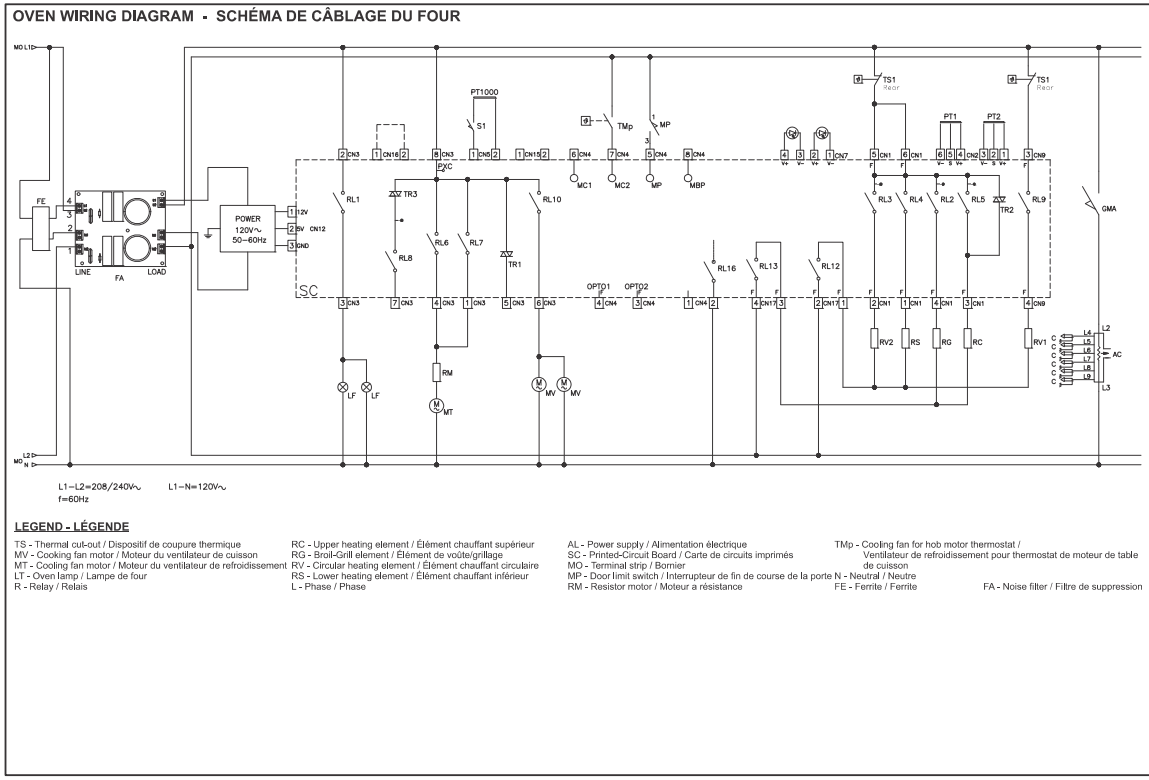 OVEN WIRING DIAGRAM - SCHÉMA DE CÂBLAGE DU FOUR
MO L1
PT1000
S1
TMp
1
MP
3
TS1
Rear
TS1
Rear
PT1
PT2
2 CN3
1 CN16 2
8 CN3
1 CN5 2
1 CN15 2
6 CN4
7 CN4
5 CN4
8 CN4
4 3 2 1 CN7
V+ V- V+ V-
5 CN1
6 CN1
6 5 4 CN2 3 2 1
V- S V+ V- S V+
3 CN9
PXC
MC1
MC2
MP
MBP
F
F
F
FE
4
3
2
1
LINE
FA
LOAD
POWER
120V~
50-60Hz
1 12V
2 5V CN12
3 GND
RL1
TR3
RL8
RL6
RL7
TR1
RL10
RL16
RL13
RL12
RL3
RL4
RL2
RL5
TR2
RL9
GMA
SC
OPTO1
OPTO2
F
F
F
F
F
F
F
F
F
F
F
3 CN3
7 CN3
4 CN3
1 CN3
5 CN3
6 CN3
4 CN4
3 CN4
1 CN4 2
4 CN17 3
2 CN17 1
2 CN1
1 CN1
4 CN1
3 CN1
4 CN9
RV2
RS
RG
RC
RV1
L2
C L4
C L5
C L6
C L7
C L8
C L9
AC
L3
RM
LF
LF
M
MT
M
MV
M
MV
MO
L2
N
L1-L2=208/240V~ L1-N=120V~
f=60Hz
LEGEND - LÉGENDE
TS - Thermal cut-out / Dispositif de coupure thermique
MV - Cooking fan motor / Moteur du ventilateur de cuisson
MT - Cooling fan motor / Moteur du ventilateur de refroidissement
LT - Oven lamp / Lampe de four
R - Relay / Relais
RC - Upper heating element / Élément chauffant supérieur
RG - Broil-Grill element / Élément de voûte/grillage
RV - Circular heating element / Élément chauffant circulaire
RS - Lower heating element / Élément chauffant inférieur
L - Phase / Phase
AL - Power supply / Alimentation électrique
SC - Printed-Circuit Board / Carte de circuits imprimés
MO - Terminal strip / Bornier
MP - Door limit switch / Interrupteur de fin de course de la porte
RM - Resistor motor / Moteur a résistance
TMp - Cooling fan for hob motor thermostat /
Ventilateur de refroidissement pour thermostat de moteur de table
de cuisson
N - Neutral / Neutre
FE - Ferrite / Ferrite
FA - Noise filter / Filtre de suppression